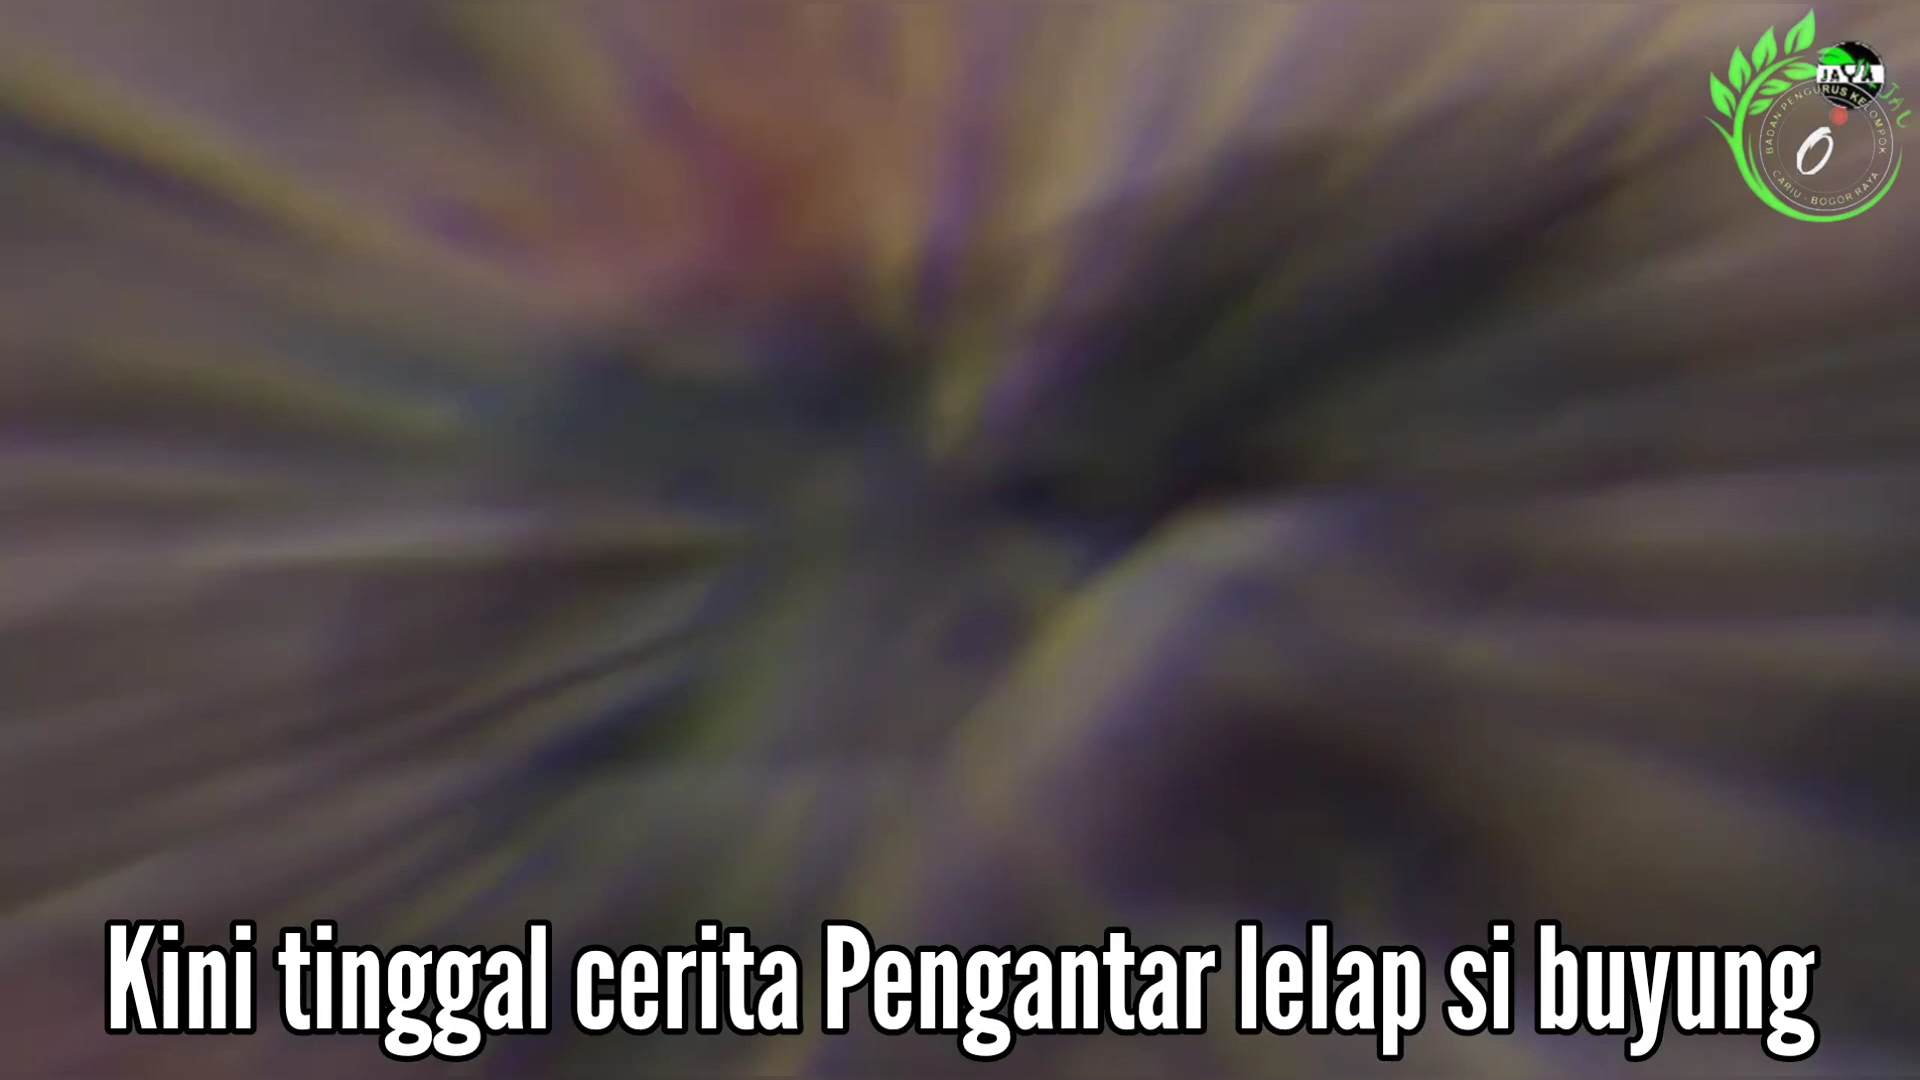 JAYA
BADAN PENGURUS KELOMPOK
O
CARIU - BOGOR RAYA
Kini tinggal cerita Pengantar lelap si buyung